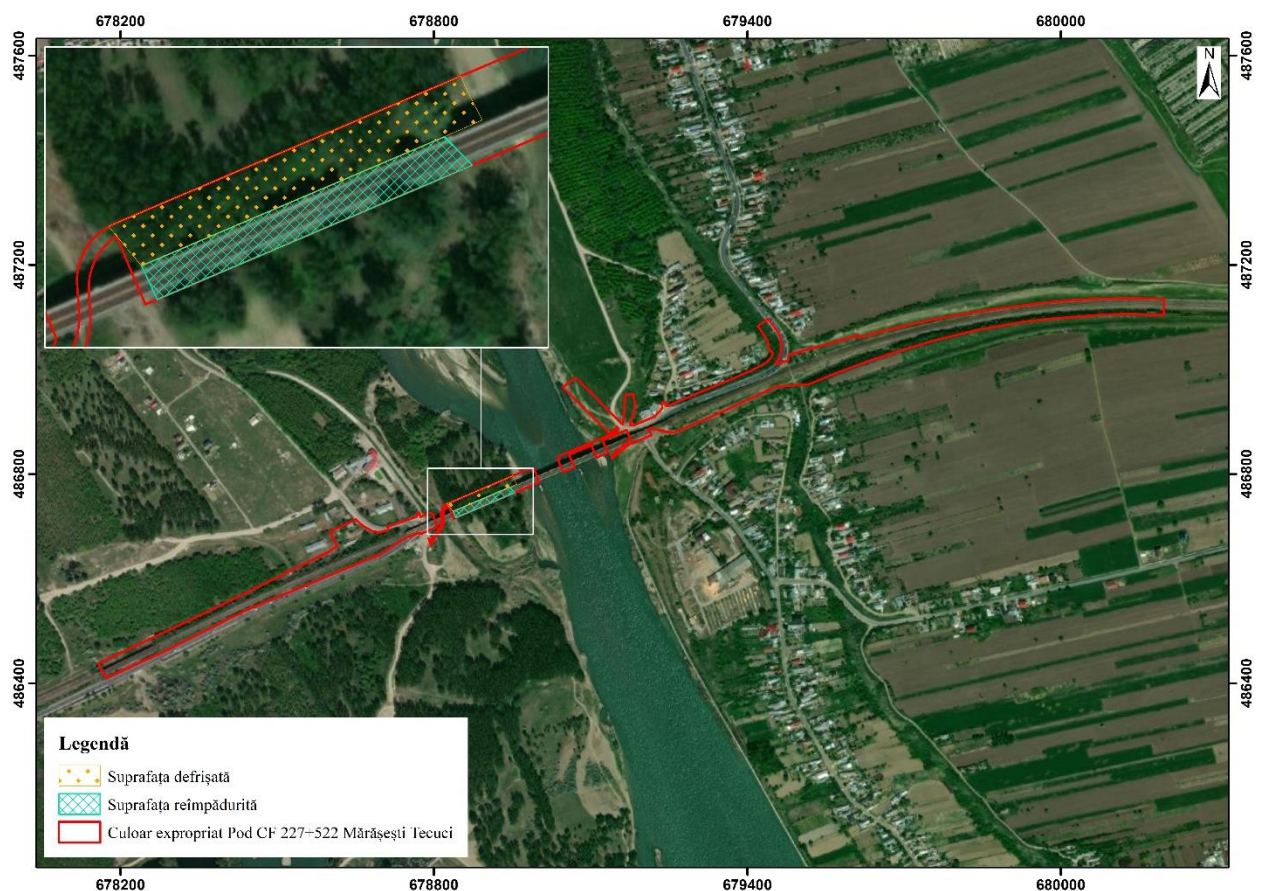 678200 678800 679400 680000
487600 487600
N
487200 487200
486800 486800
486400 486400
Legendă
Suprafața defrișată
Suprafața reîmpădurită
Culoar expropriat Pod CF 227+522 Mărășești Tecuci
678200 678800 679400 680000